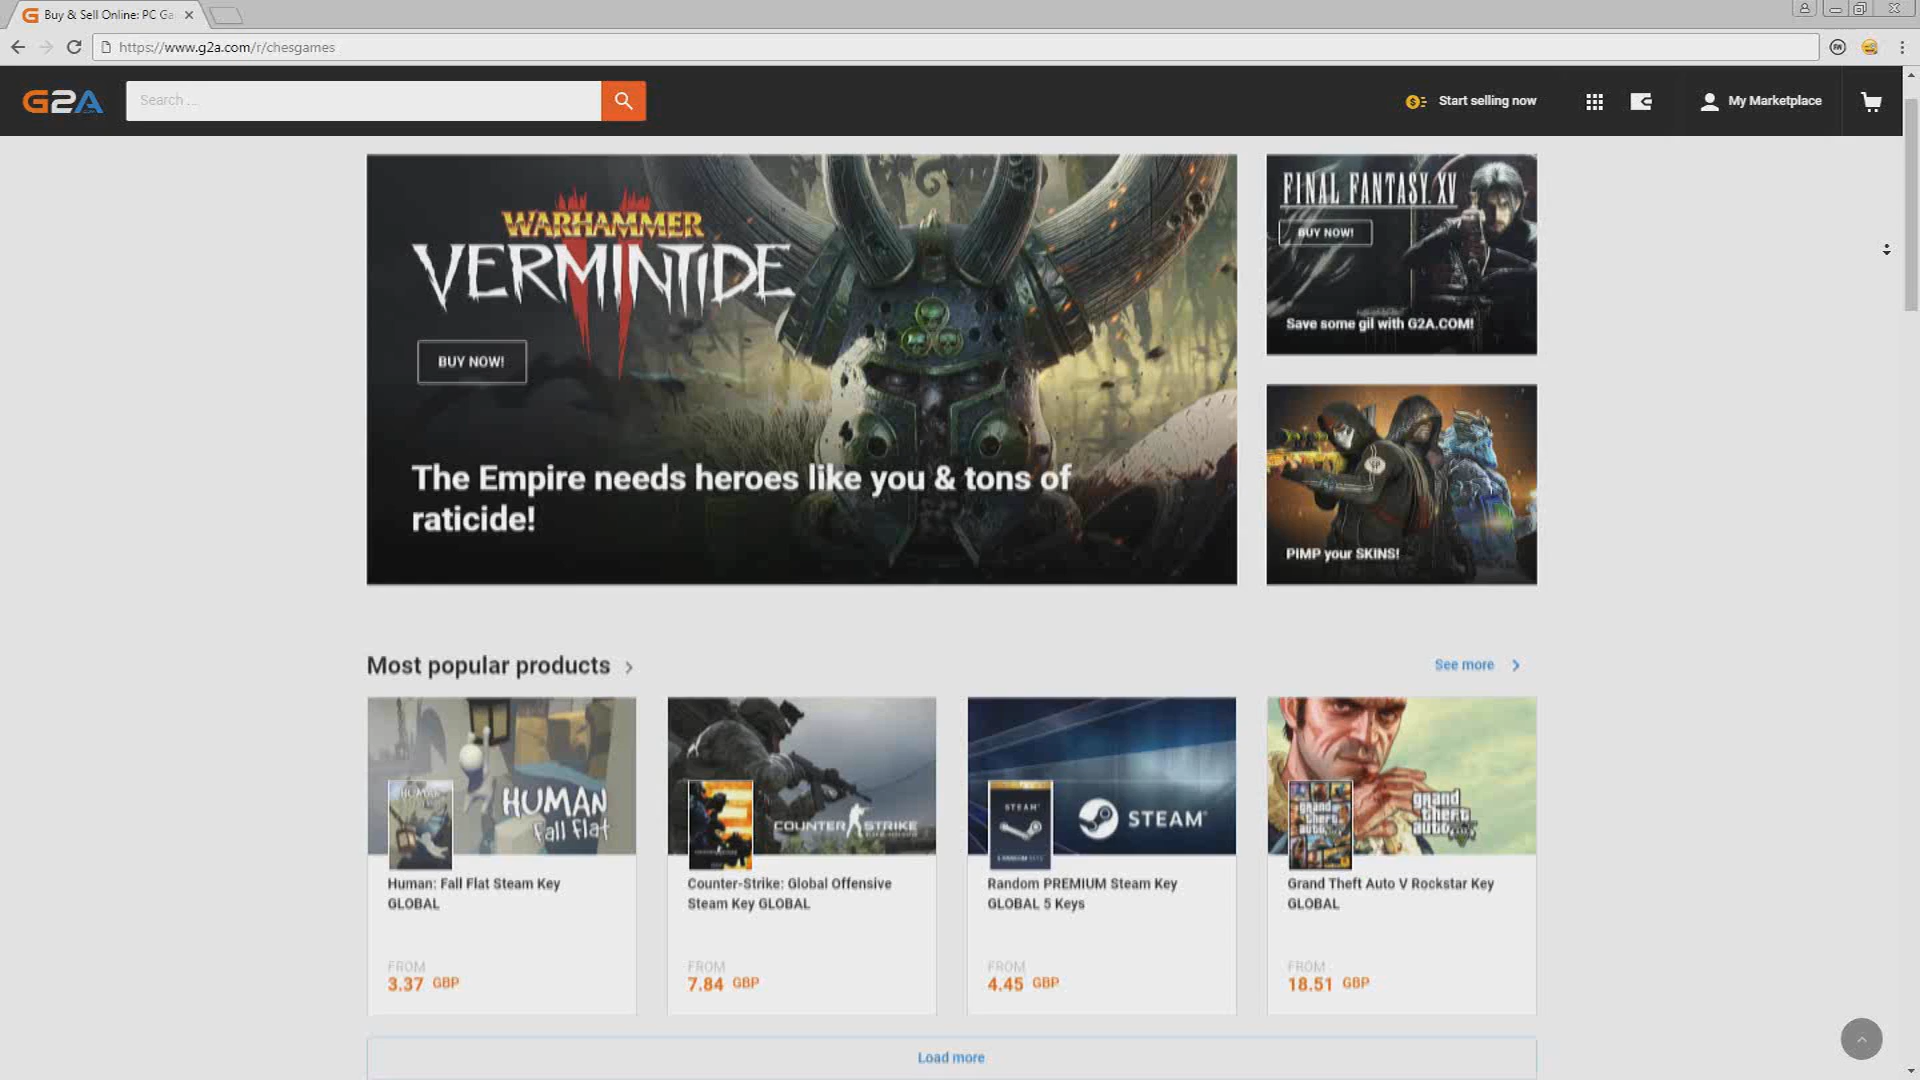 Buy & Sell Online: PC Ga
https://www.g2a.com/r/chesgames
G2A
Search ...
Start selling now
My Marketplace
WARHAMMER
VERMINTIDE
II
BUY NOW!
The Empire needs heroes like you & tons of
raticide!
FINAL FANTASY XV
BUY NOW!
Save some gil with G2A.COM!
PIMP your SKINS!
Most popular products
See more
HUMAN
Fall Flat
HUMAN
COUNTER STRIKE
STEAM
STEAM
grand
theft
auto
V
grand
theft
auto
Human: Fall Flat Steam Key
GLOBAL
FROM
3.37 GBP
Counter-Strike: Global Offensive
Steam Key GLOBAL
FROM
7.84 GBP
Random PREMIUM Steam Key
GLOBAL 5 Keys
FROM
4.45 GBP
Grand Theft Auto V Rockstar Key
GLOBAL
FROM
18.51 GBP
Load more